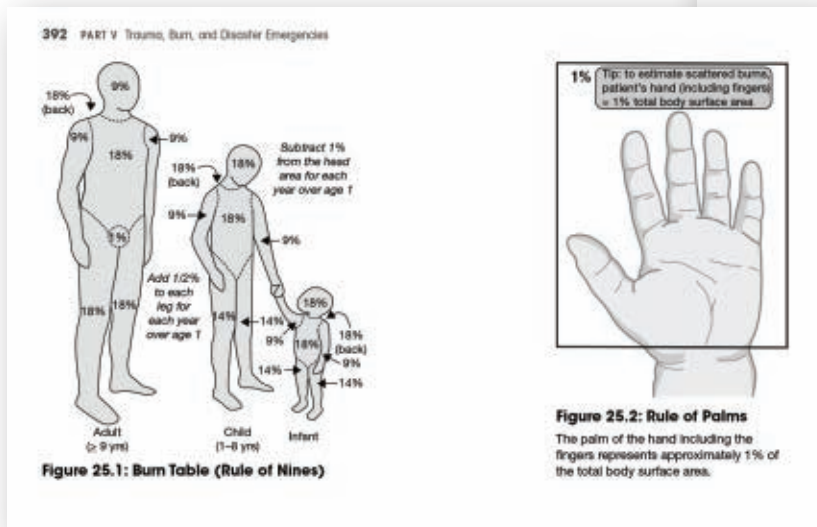 392 PART V Trauma, Burn, and Disaster Emergencies
9%
18%
(back)
9%
9%
18%
1%
18%
18%
Adult
(≥ 9 yrs)
Add 1/2%
to each
leg for
each year
over age 1
Subtract 1%
from the head
area for each
year over age 1
18%
18%
(back)
18%
9%
9%
14%
14%
Child
(1–8 yrs)
18%
9%
18%
18%
(back)
9%
14%
14%
Infant
Figure 25.1: Burn Table (Rule of Nines)
1%
Tip: to estimate scattered burns,
patient's hand (including fingers)
= 1% total body surface area
Figure 25.2: Rule of Palms
The palm of the hand including the
fingers represents approximately 1% of
the total body surface area.